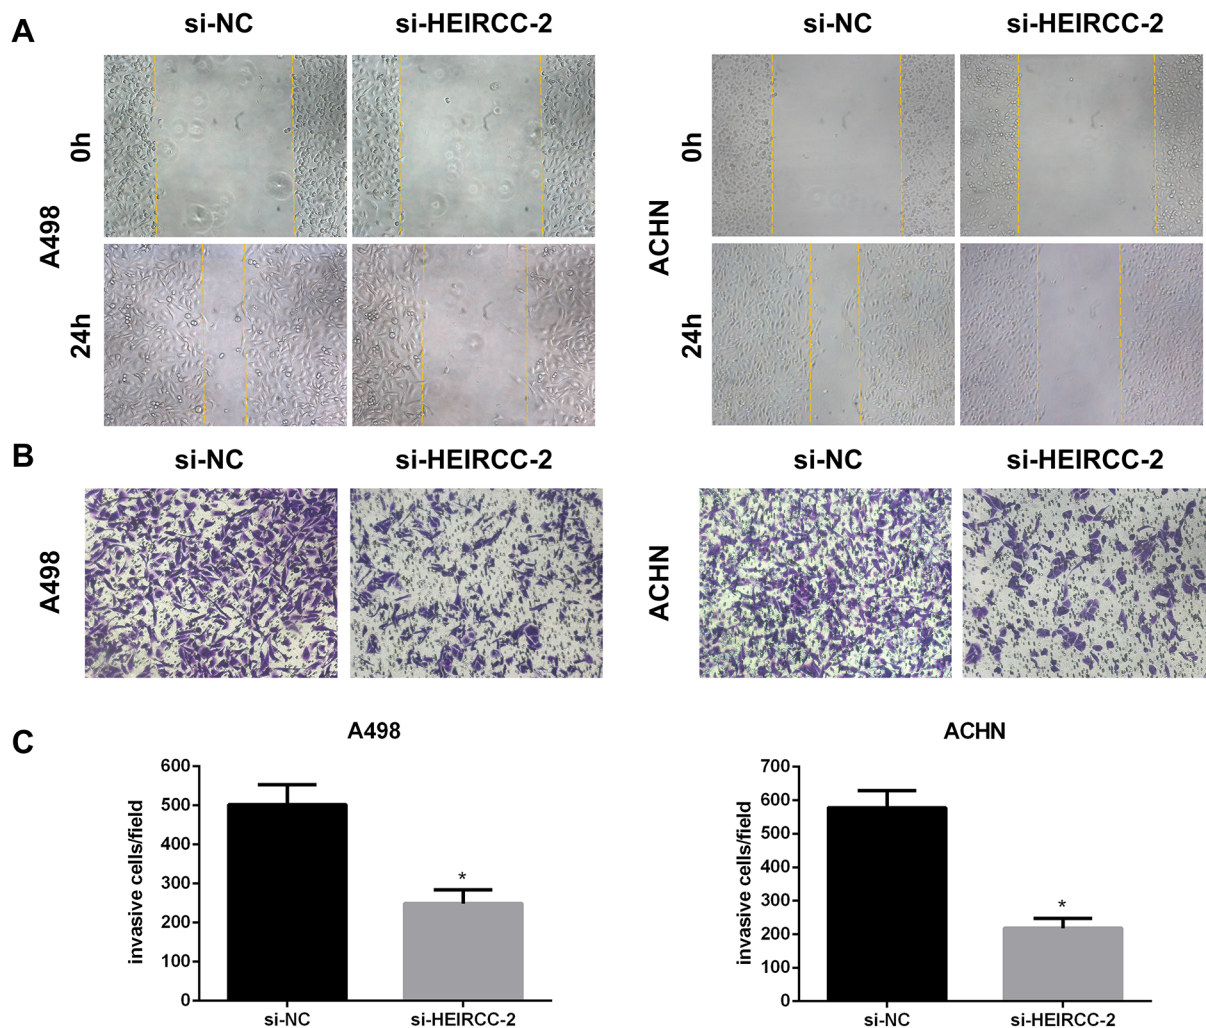 A
si-NC si-HEIRCC-2 si-NC si-HEIRCC-2
A498
0h
24h
ACHN
0h
24h
B
si-NC si-HEIRCC-2 si-NC si-HEIRCC-2
A498
ACHN
C
A498
invasive cells/field
600
500
400
300
200
100
0
*
si-NC si-HEIRCC-2
ACHN
invasive cells/field
700
600
500
400
300
200
100
0
*
si-NC si-HEIRCC-2